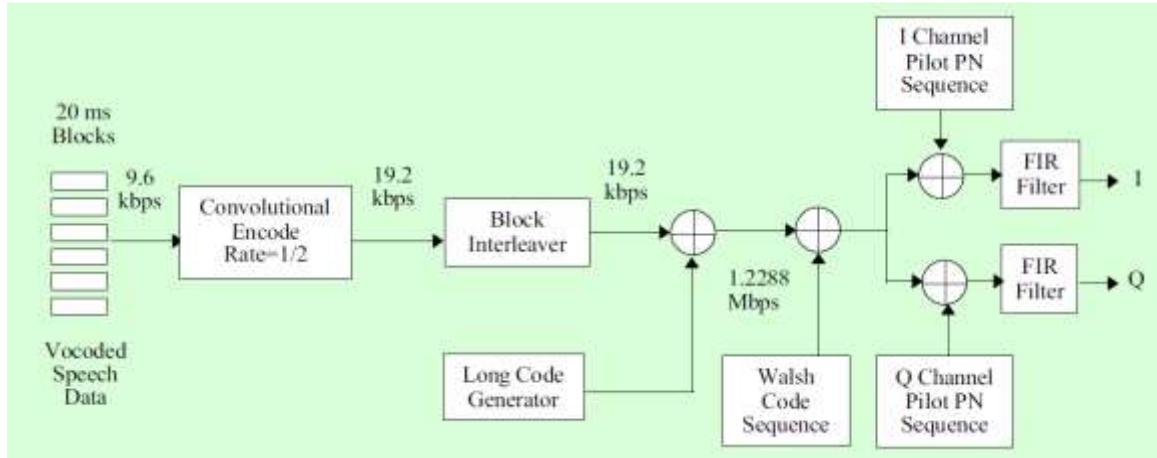 I Channel
Pilot PN
Sequence
20 ms
Blocks
9.6
kbps
Convolutional
Encode
Rate=1/2
19.2
kbps
Block
Interleaver
19.2
kbps
FIR
Filter
I
1.2288
Mbps
FIR
Filter
Q
Vocoded
Speech
Data
Long Code
Generator
Walsh
Code
Sequence
Q Channel
Pilot PN
Sequence